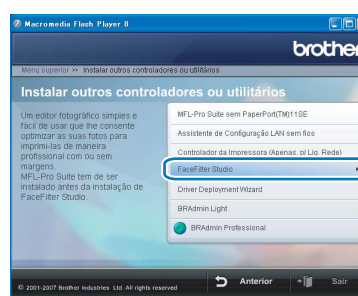 Macromedia Flash Player 8
brother
Menu superior >> Instalar outros controladores ou utilitários
Instalar outros controladores ou utilitários
Um editor fotográfico simples e
fácil de usar que lhe consente
optimizar as suas fotos para
imprimi-las de maneira
profissional com ou sem
margens.
MFL-Pro Suite tem de ser
instalado antes da instalação de
FaceFilter Studio.
MFL-Pro Suite sem PaperPort(TM)11SE
Assistente de Configuração LAN sem fios
Controlador da Impressora (Apenas, p/ Lig. Rede)
FaceFilter Studio
Driver Deployment Wizard
BRAdmin Light
BRAdmin Professional
© 2001-2007 Brother Industries Ltd. All rights reserved
Anterior
Sair